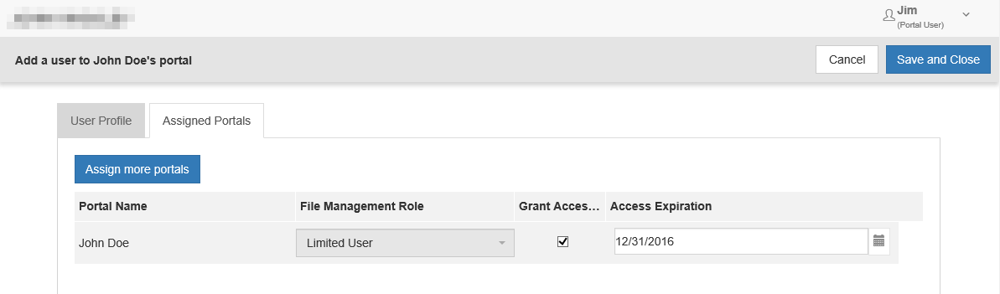 Jim
(Portal User)
Add a user to John Doe's portal
Cancel
Save and Close
User Profile
Assigned Portals
Assign more portals
Portal Name
File Management Role
Grant Acces...
Access Expiration
John Doe
Limited User
12/31/2016